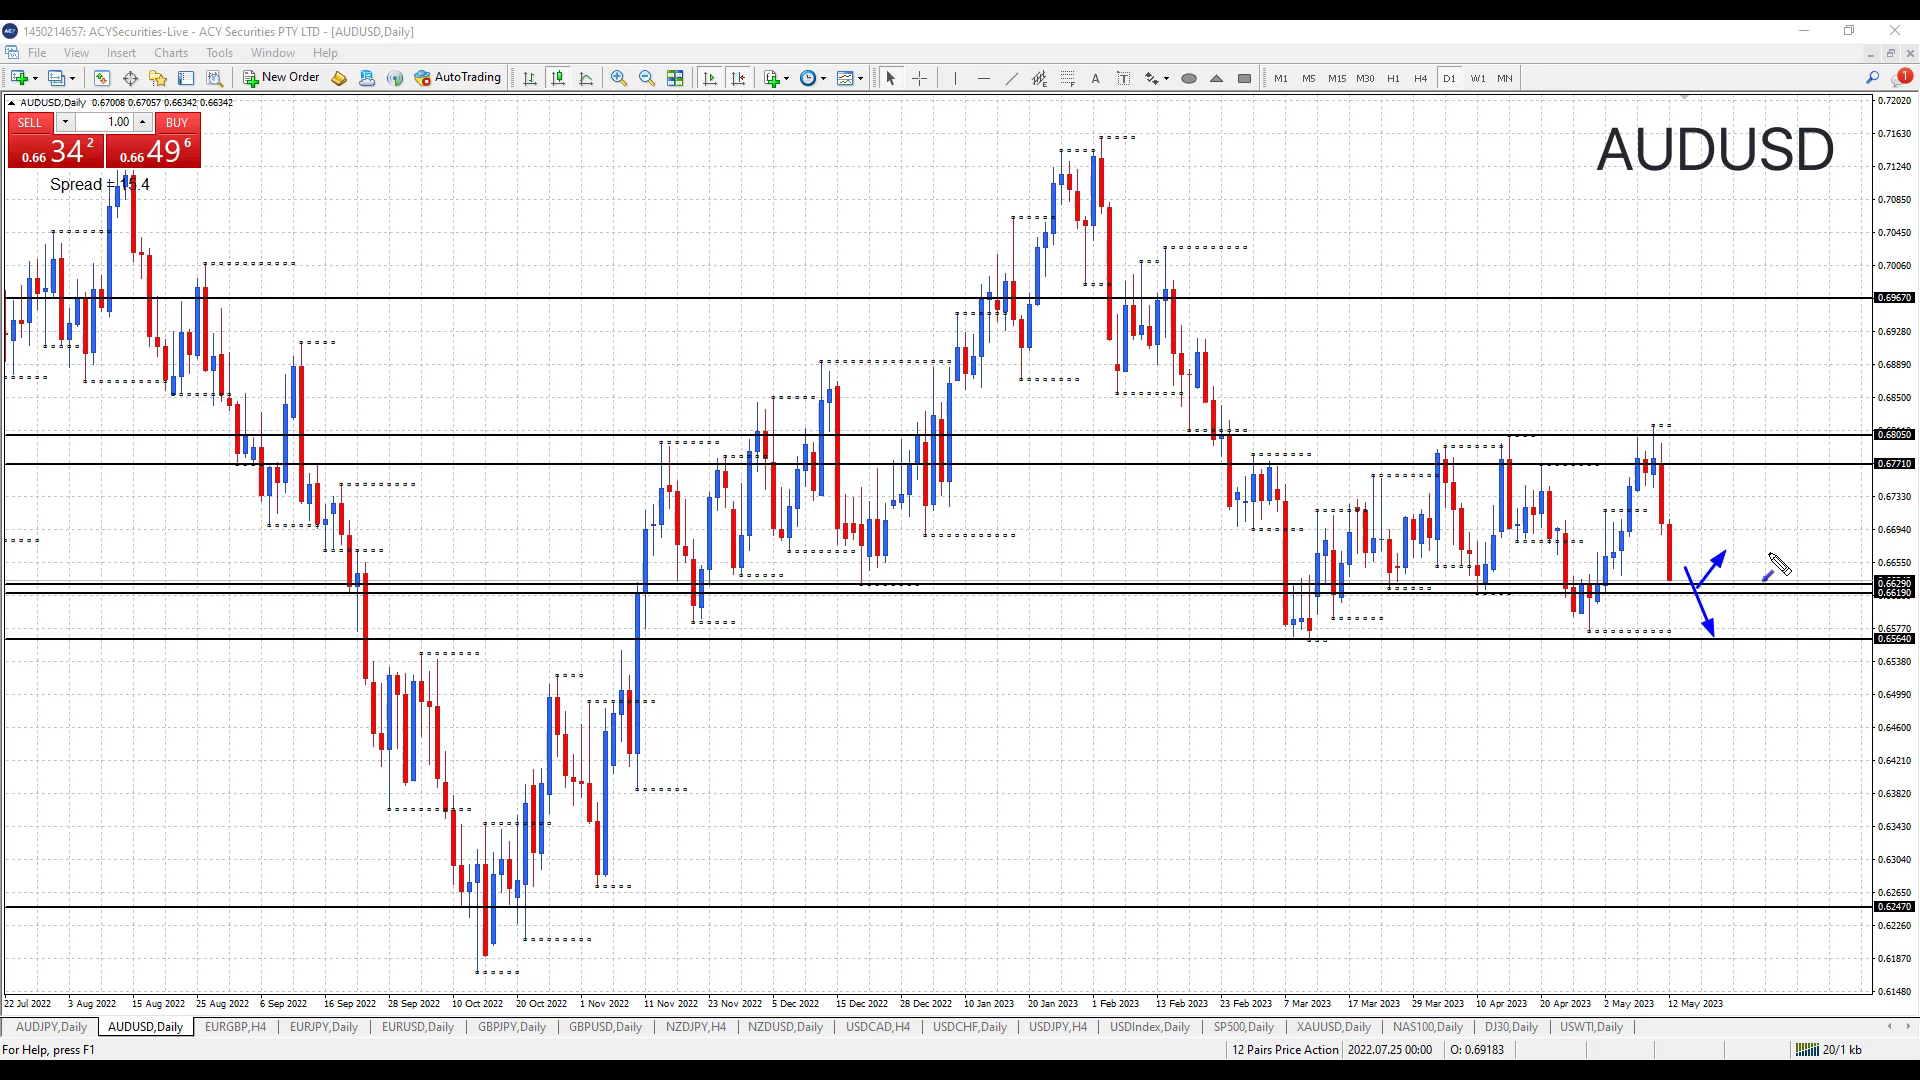 1450214657: ACYSecurities-Live - ACY Securities PTY LTD - [AUDUSD,Daily]
File View Insert Charts Tools Window Help
New Order AutoTrading A T M1 M5 M15 M30 H1 H4 D1 W1 MN 1
AUDUSD,Daily 0.67008 0.67057 0.66342 0.66342
SELL 1.00 BUY
0.66 34 2 0.66 49 6
Spread = 15.4
AUDUSD
0.72020
0.71630
0.71240
0.70850
0.70450
0.70060
0.69670
0.69280
0.68890
0.68500
0.68050
0.67710
0.67330
0.66940
0.66550
0.66290
0.66190
0.65770
0.65640
0.65380
0.64990
0.64600
0.64210
0.63820
0.63430
0.63040
0.62650
0.62470
0.62260
0.61870
0.61480
22 Jul 2022 3 Aug 2022 15 Aug 2022 25 Aug 2022 6 Sep 2022 16 Sep 2022 28 Sep 2022 10 Oct 2022 20 Oct 2022 1 Nov 2022 11 Nov 2022 23 Nov 2022 5 Dec 2022 15 Dec 2022 28 Dec 2022 10 Jan 2023 20 Jan 2023 1 Feb 2023 13 Feb 2023 23 Feb 2023 7 Mar 2023 17 Mar 2023 29 Mar 2023 10 Apr 2023 20 Apr 2023 2 May 2023 12 May 2023
AUDJPY,Daily AUDUSD,Daily EURGBP,H4 EURJPY,Daily EURUSD,Daily GBPJPY,Daily GBPUSD,Daily NZDJPY,H4 NZDUSD,Daily USDCAD,H4 USDCHF,Daily USDJPY,H4 USDIndex,Daily SP500,Daily XAUUSD,Daily NAS100,Daily DJ30,Daily USWTI,Daily
For Help, press F1 12 Pairs Price Action 2022.07.25 00:00 O: 0.69183 20/1 kb